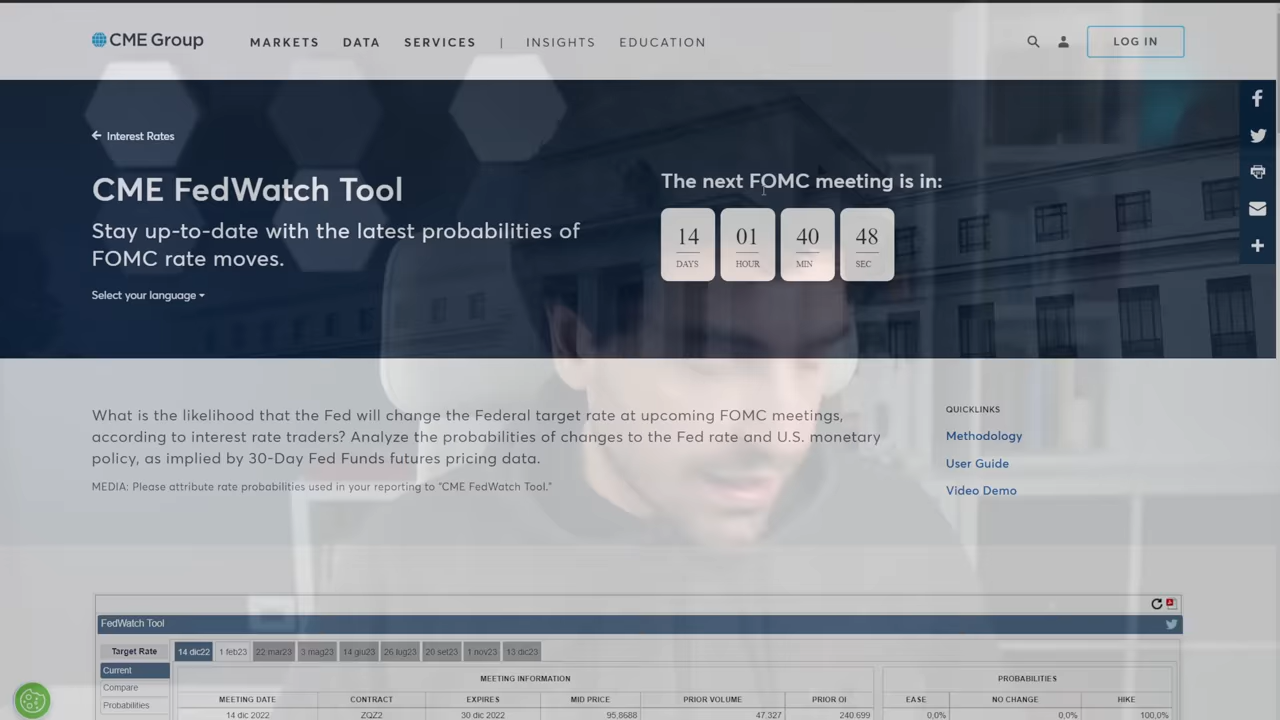 CME Group
MARKETS DATA SERVICES | INSIGHTS EDUCATION
LOG IN
Interest Rates
CME FedWatch Tool
Stay up-to-date with the latest probabilities of
FOMC rate moves.
Select your language
The next FOMC meeting is in:
14 01 40 48
DAYS HOUR MIN SEC
What is the likelihood that the Fed will change the Federal target rate at upcoming FOMC meetings,
according to interest rate traders? Analyze the probabilities of changes to the Fed rate and U.S. monetary
policy, as implied by 30-Day Fed Funds futures pricing data.
MEDIA: Please attribute rate probabilities used in your reporting to "CME FedWatch Tool."
QUICKLINKS
Methodology
User Guide
Video Demo
FedWatch Tool
Target Rate
Current
Compare
Probabilities
14 dic22 1 feb23 22 mar23 3 mag23 14 giu23 26 lug23 20 set23 1 nov23 13 dic23
MEETING INFORMATION
MEETING DATE CONTRACT EXPIRES MID PRICE PRIOR VOLUME PRIOR OI
14 dic 2022 ZQZ2 30 dic 2022 95,8688 47.327 240.699
PROBABILITIES
EASE NO CHANGE HIKE
0,0% 0,0% 100,0%